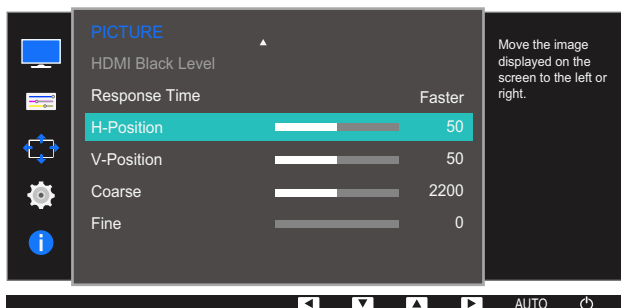 PICTURE
HDMI Black Level
Response Time Faster
H-Position 50
V-Position 50
Coarse 2200
Fine 0
Move the image
displayed on the
screen to the left or
right.
AUTO